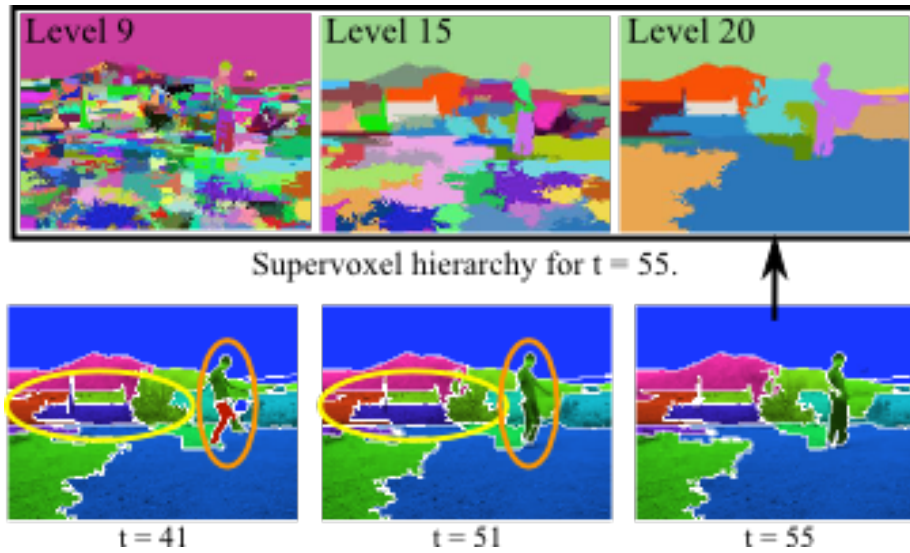 Level 9
Level 15
Level 20
Supervoxel hierarchy for t = 55.
t = 41
t = 51
t = 55